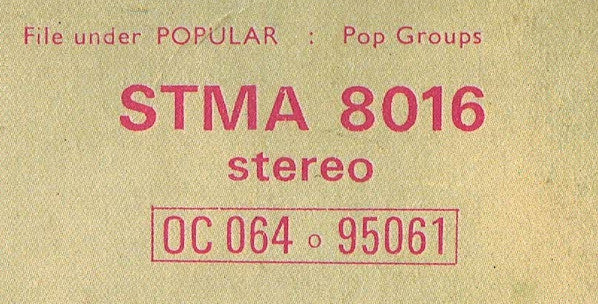 File under POPULAR : Pop Groups
STMA 8016
stereo
OC 064 o 95061